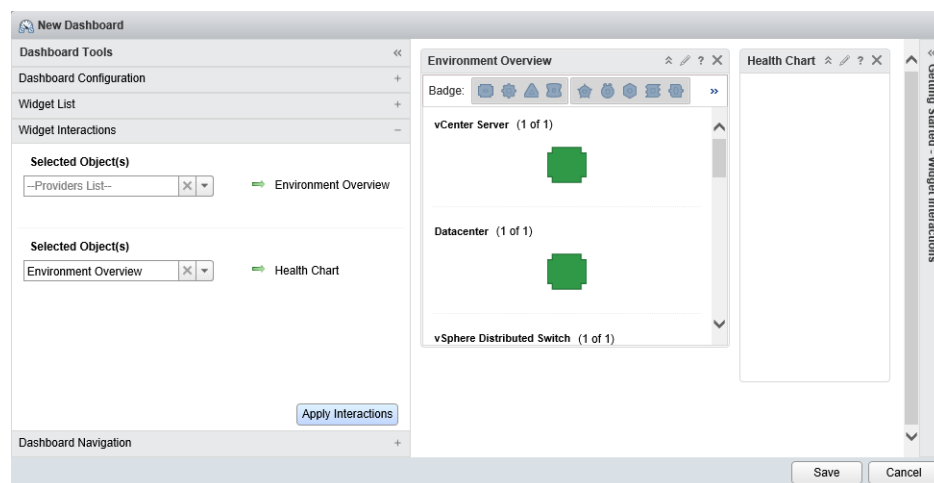 New Dashboard
Dashboard Tools
Dashboard Configuration
Widget List
Widget Interactions
Selected Object(s)
--Providers List--
Environment Overview
Selected Object(s)
Environment Overview
Health Chart
Apply Interactions
Dashboard Navigation
Environment Overview
Badge:
vCenter Server (1 of 1)
Datacenter (1 of 1)
vSphere Distributed Switch (1 of 1)
Health Chart
Getting Started - Widget Interactions
Save
Cancel